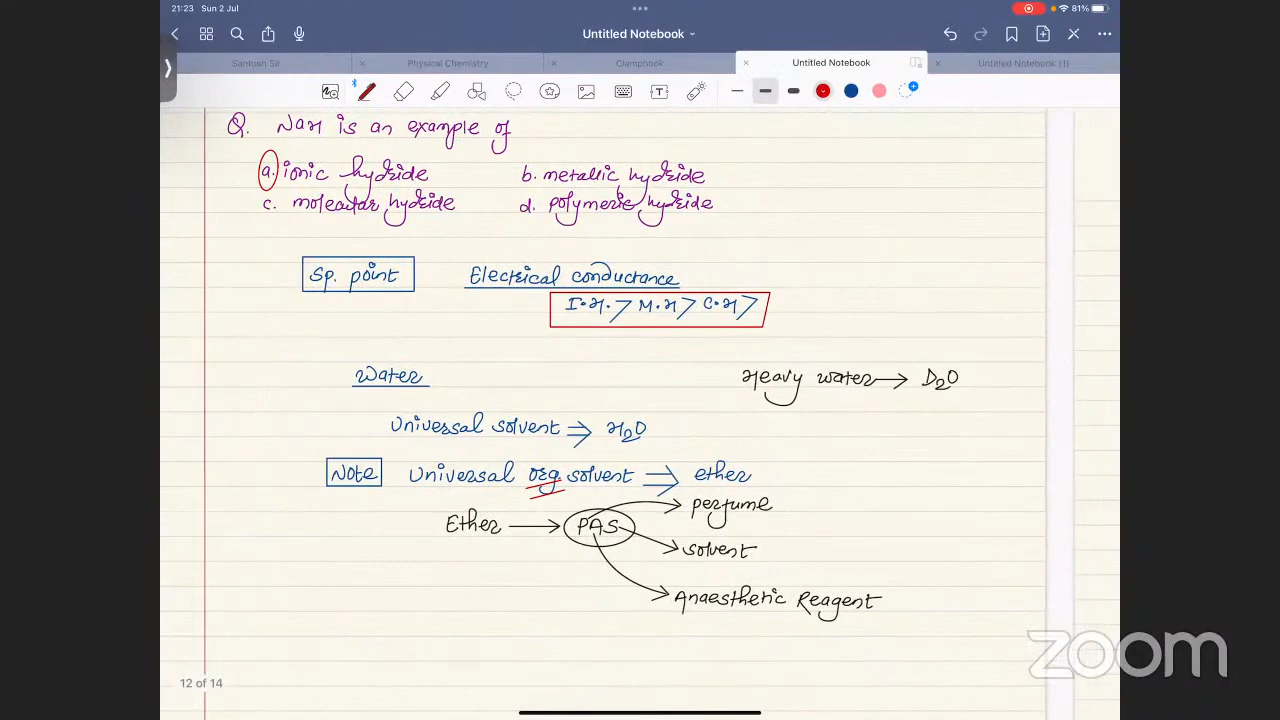 21:23 Sun 2 Jul
81%
Untitled Notebook
Santosh Sir
Physical Chemistry
Clamphook
Untitled Notebook
Untitled Notebook (1)
Q. NaH is an example of
a. ionic hydride b. metallic hydride
c. molecular hydride d. polymeric hydride
Sp. point Electrical conductance
I.H. > M.H > C.H >
Water Heavy water → D2O
Universal solvent ⇒ H2O
Note Universal org. solvent ⇒ ether
Ether → PAS → perfume
solvent
Anaesthetic Reagent
12 of 14
zoom